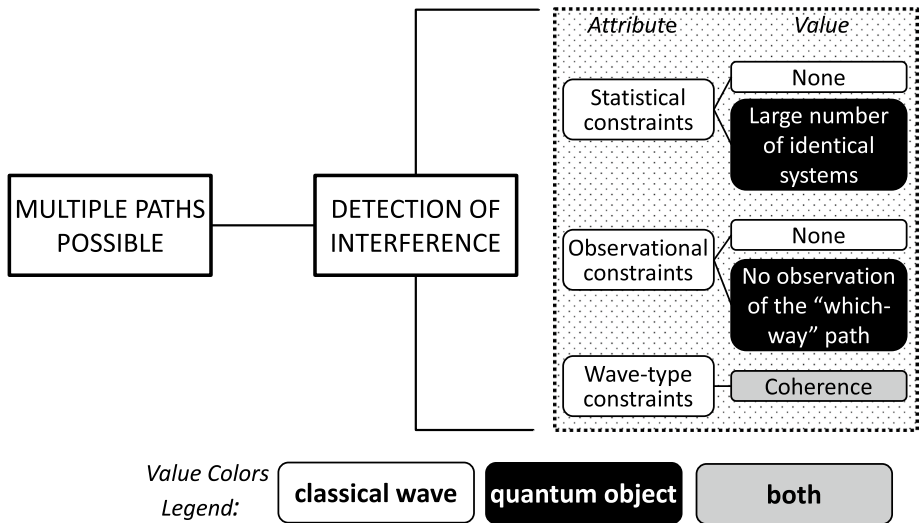 Attribute
Value
MULTIPLE PATHS
POSSIBLE
DETECTION OF
INTERFERENCE
Statistical
constraints
None
Large number
of identical
systems
Observational
constraints
None
No observation
of the “which-
way” path
Wave-type
constraints
Coherence
Value Colors
Legend:
classical wave
quantum object
both